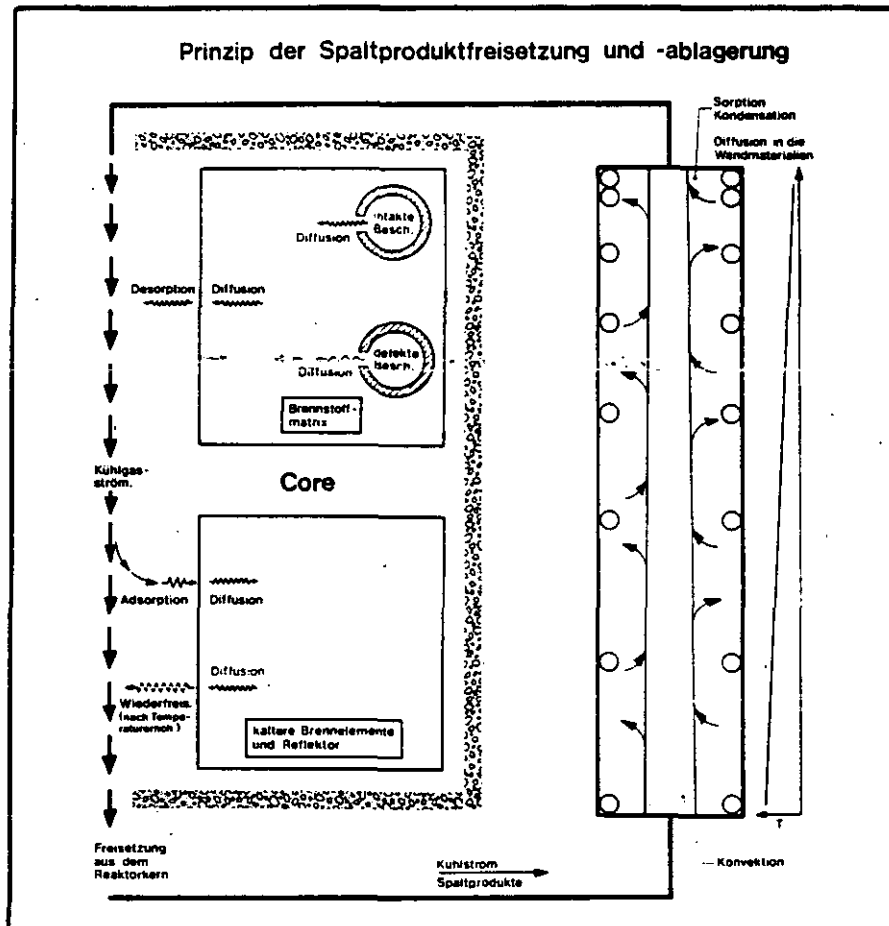 Prinzip der Spaltproduktfreisetzung und -ablagerung
Sorption
Kondensation
Diffusion in die
Wandmaterialien
intakte
Besch.
Diffusion
Desorption
Diffusion
defekte
Besch.
Diffusion
Brennstoff-
matrix
Kühlgas-
ström.
Core
Adsorption
Diffusion
Diffusion
Wiederfreis.
(nach Tempe-
raturerhöh.)
kältere Brennelemente
und Reflektor
Freisetzung
aus dem
Reaktorkern
Kühlstrom
Spaltprodukte
T
Konvektion